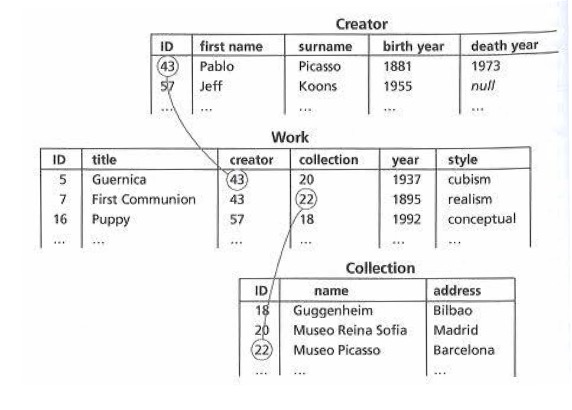 Creator
ID first name surname birth year death year
43 Pablo Picasso 1881 1973
57 Jeff Koons 1955 null
... ... ... ...
Work
ID title creator collection year style
5 Guernica 43 20 1937 cubism
7 First Communion 43 22 1895 realism
16 Puppy 57 18 1992 conceptual
... ... ... ... ... ...
Collection
ID name address
18 Guggenheim Bilbao
20 Museo Reina Sofia Madrid
22 Museo Picasso Barcelona
... ... ...